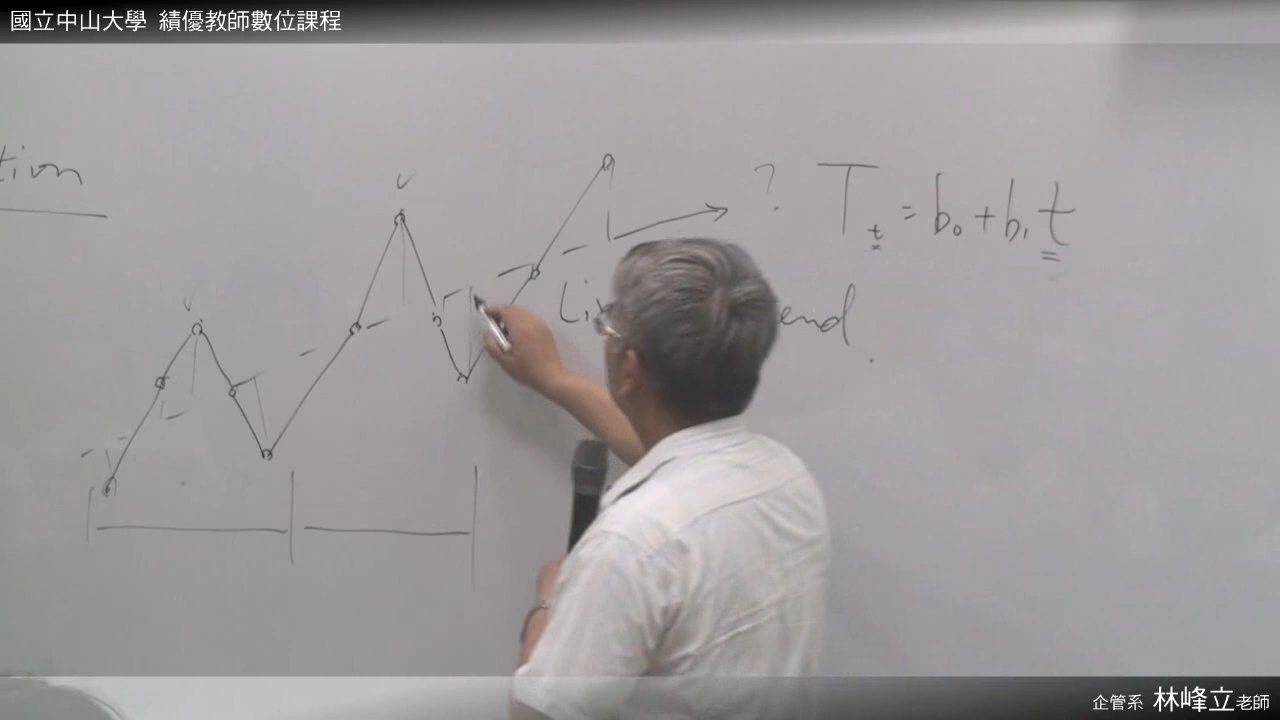 國立中山大學 績優教師數位課程
tion
? T_t = b₀ + b₁ t
end
企管系 林峰立老師